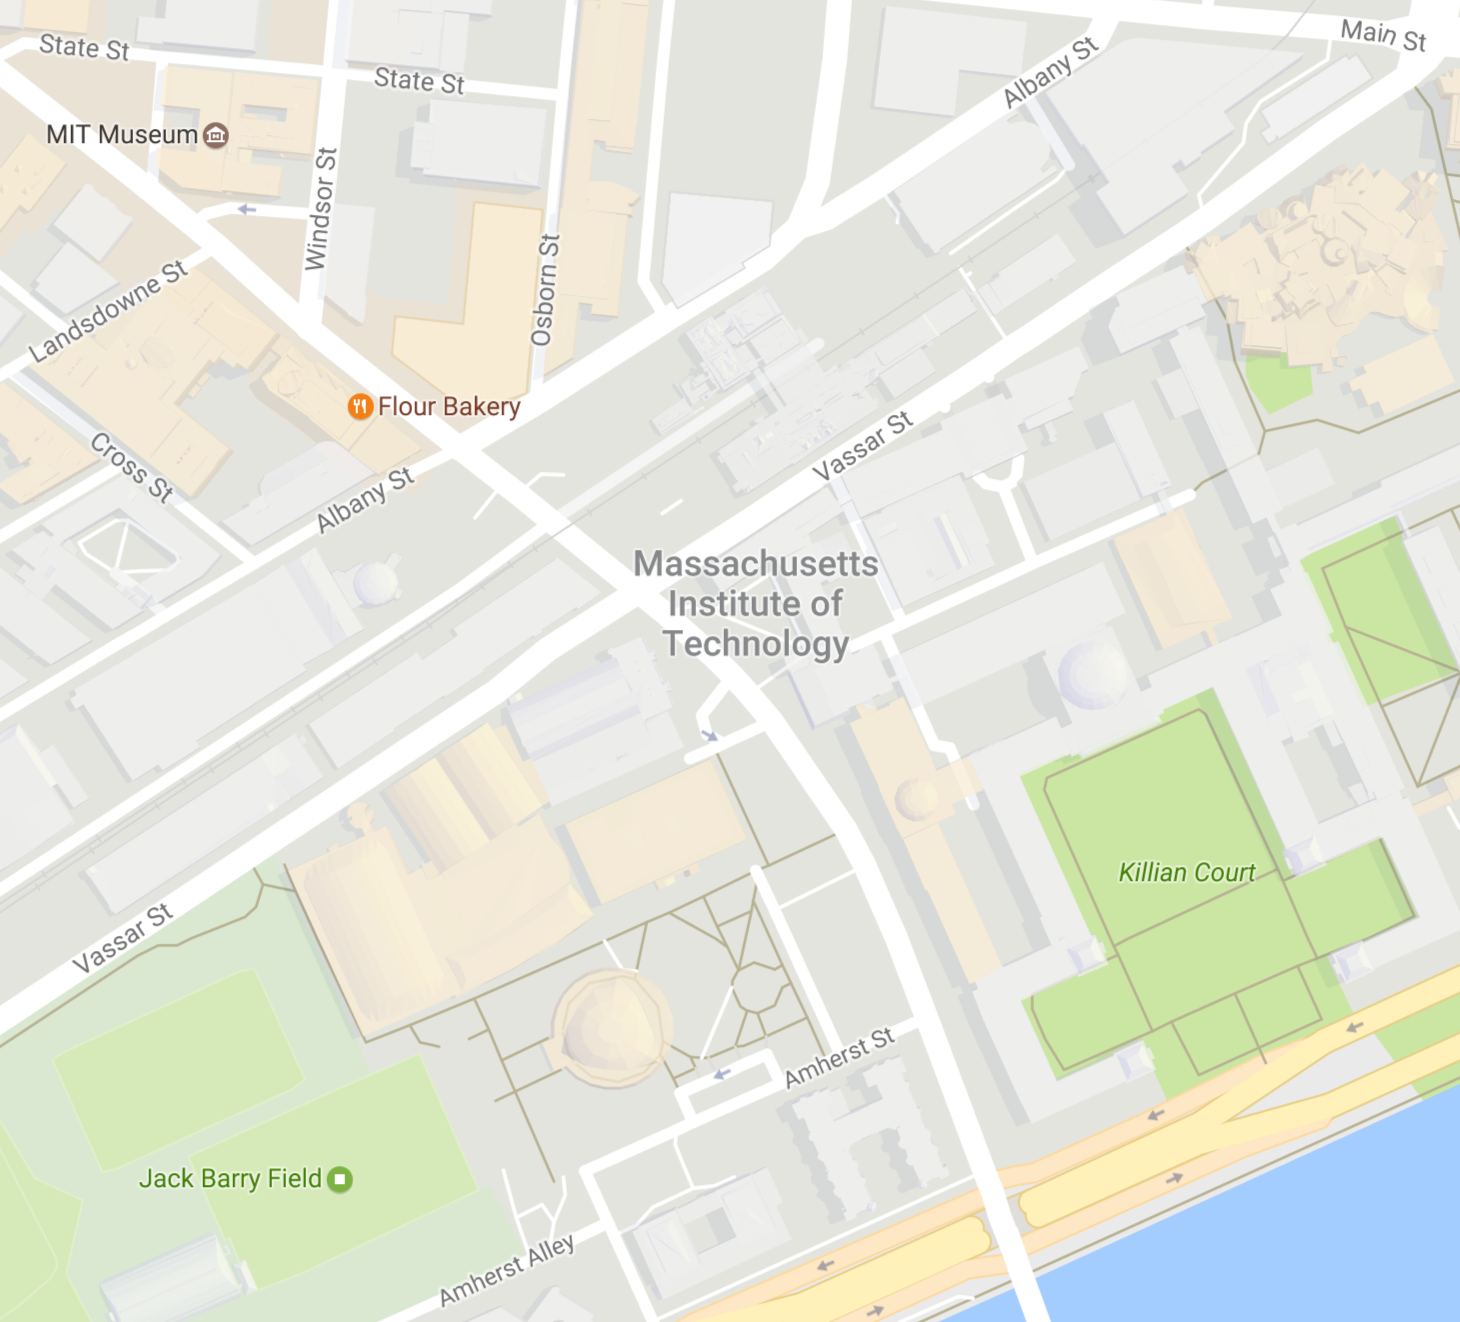 State St
Main St
Albany St
State St
MIT Museum
Windsor St
Osborn St
Landsdowne St
Flour Bakery
Cross St
Albany St
Vassar St
Massachusetts
Institute of
Technology
Killian Court
Vassar St
Amherst St
Jack Barry Field
Amherst Alley